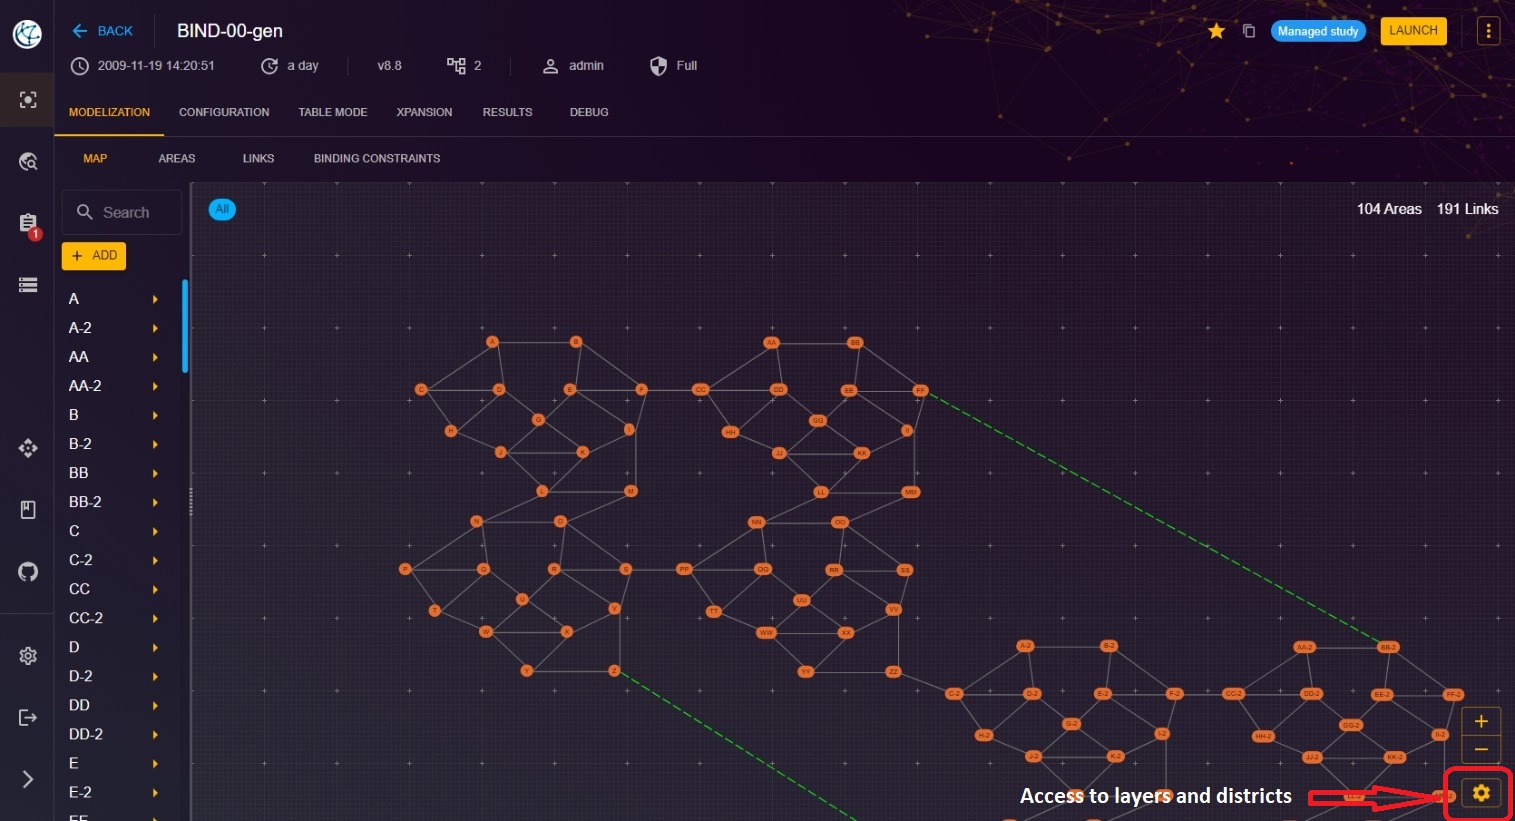 BACK
BIND-00-gen
Managed study
LAUNCH
2009-11-19 14:20:51
a day
v8.8
2
admin
Full
MODELIZATION
CONFIGURATION
TABLE MODE
XPANSION
RESULTS
DEBUG
MAP
AREAS
LINKS
BINDING CONSTRAINTS
1
Search
All
104 Areas
191 Links
+ ADD
A
A-2
AA
AA-2
B
B-2
BB
BB-2
C
C-2
CC
CC-2
D
D-2
DD
DD-2
E
E-2
EE
A B AA BB
C D E F CC DD EE FF
G GG
H I HH II
J K JJ KK
L M LL MM
N O NN OO
P Q R S PP QQ RR SS
U UU
T V TT VV
W X WW XX
Y Z YY ZZ
A-2 B-2 AA-2 BB-2
C-2 D-2 E-2 F-2 CC-2 DD-2 EE-2 FF-2
G-2 GG-2
H-2 I-2 HH-2 II-2
J-2 K-2 JJ-2 KK-2
+
−
Access to layers and districts